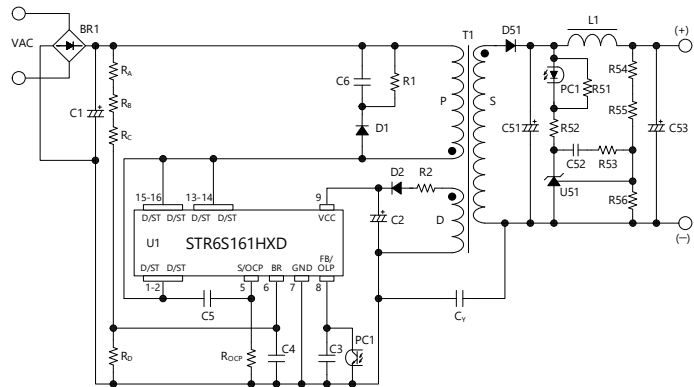 BR1
VAC
C1
RA
RB
RC
C6
R1
D1
T1
P
S
D51
L1
(+)
PC1
R51
R54
R55
C51
R52
C52
R53
C53
U51
R56
(—)
15-16
13-14
D/ST D/ST D/ST D/ST
9
VCC
D2
R2
C2
D
U1
STR6S161HXD
D/ST D/ST
S/OCP
BR
GND
FB/
OLP
1-2
5
6
7
8
C5
CY
RD
ROCP
C4
C3
PC1